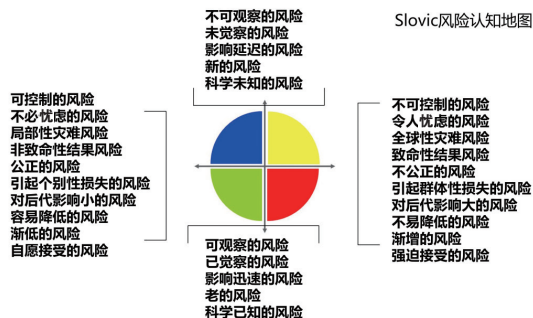 Slovic风险认知地图
不可观察的风险
未觉察的风险
影响延迟的风险
新的风险
科学未知的风险
可控制的风险
不必忧虑的风险
局部性灾难风险
非致命性结果风险
公正的风险
引起个别性损失的风险
对后代影响小的风险
容易降低的风险
渐低的风险
自愿接受的风险
不可控制的风险
令人忧虑的风险
全球性灾难风险
致命性结果风险
不公正的风险
引起群体性损失的风险
对后代影响大的风险
不易降低的风险
渐增的风险
强迫接受的风险
可观察的风险
已觉察的风险
影响迅速的风险
老的风险
科学已知的风险